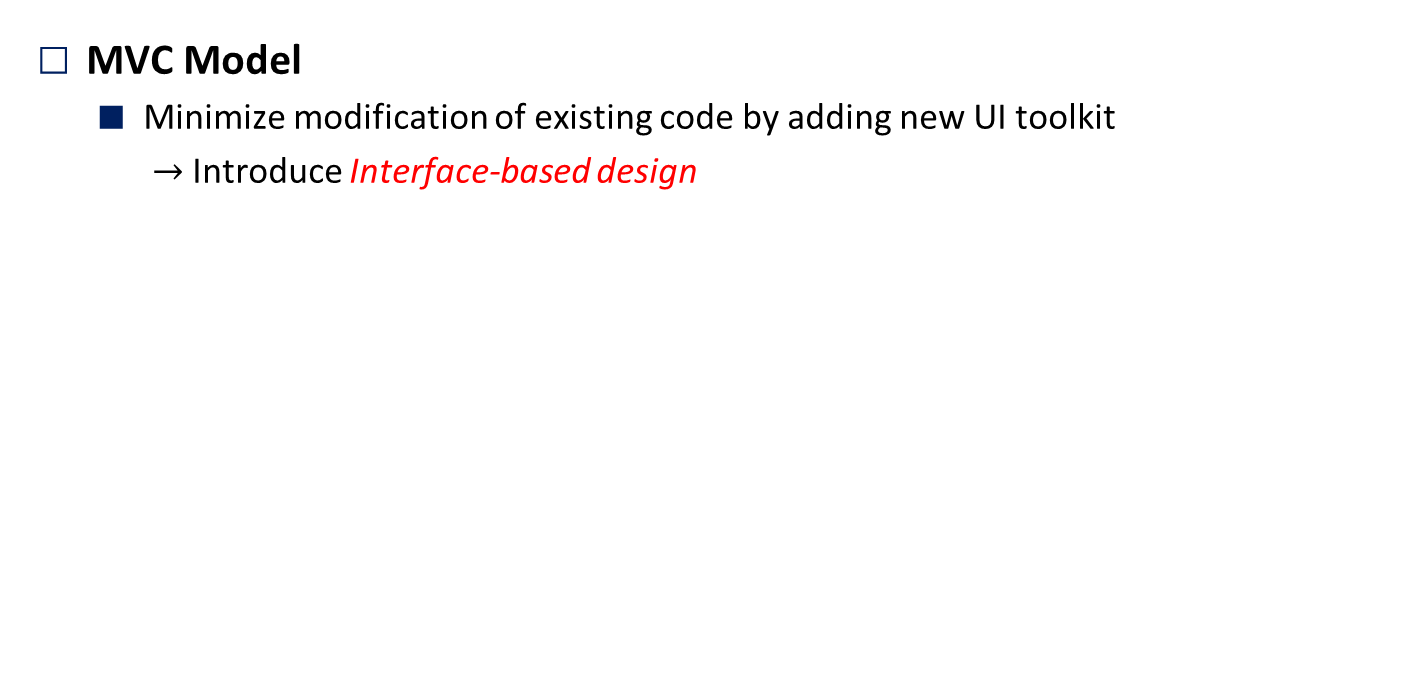 MVC Model
Minimize modification of existing code by adding new UI toolkit
→ Introduce Interface-based design